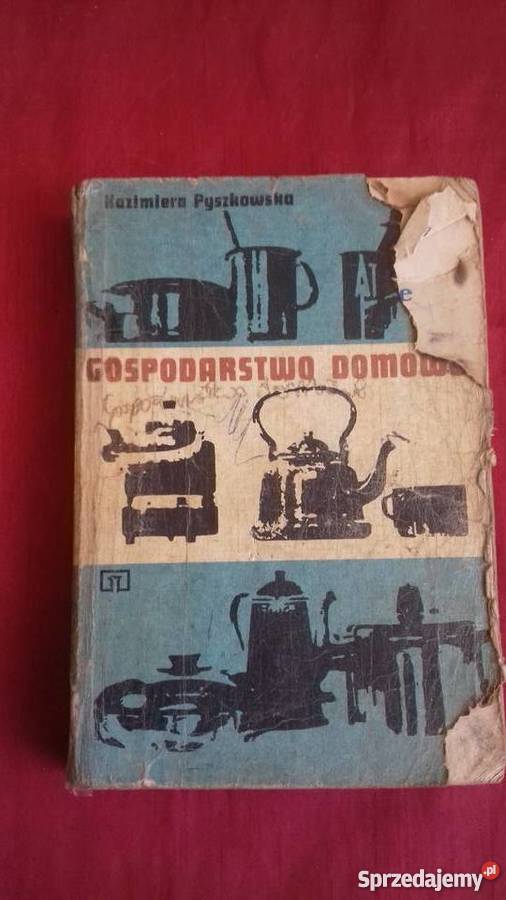 Kazimiera Pyszkowska
GOSPODARSTWO DOMOWE
Sprzedajemy.pl